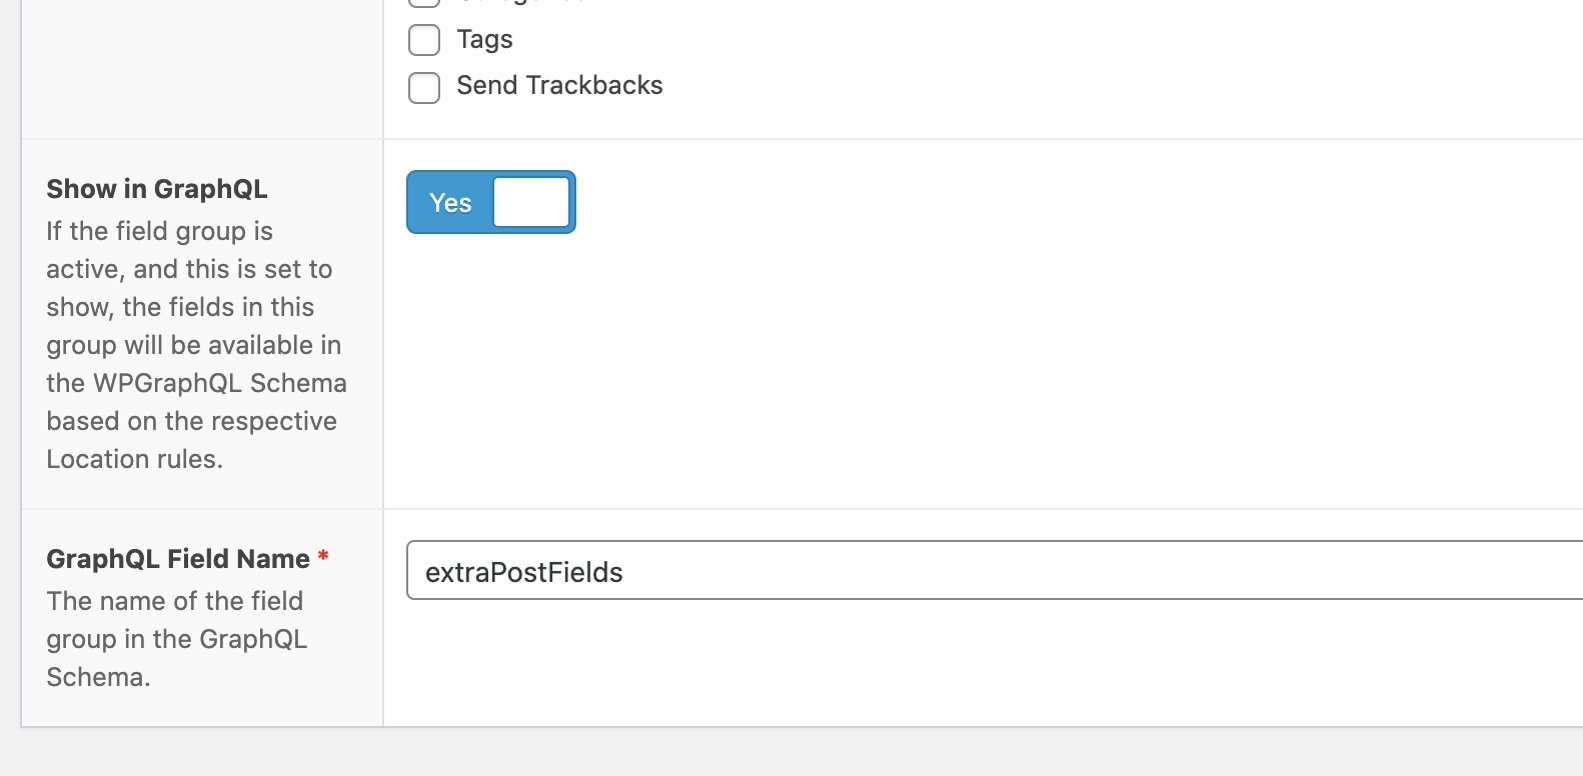 Tags
Send Trackbacks
Show in GraphQL
If the field group is
active, and this is set to
show, the fields in this
group will be available in
the WPGraphQL Schema
based on the respective
Location rules.
Yes
GraphQL Field Name *
The name of the field
group in the GraphQL
Schema.
extraPostFields